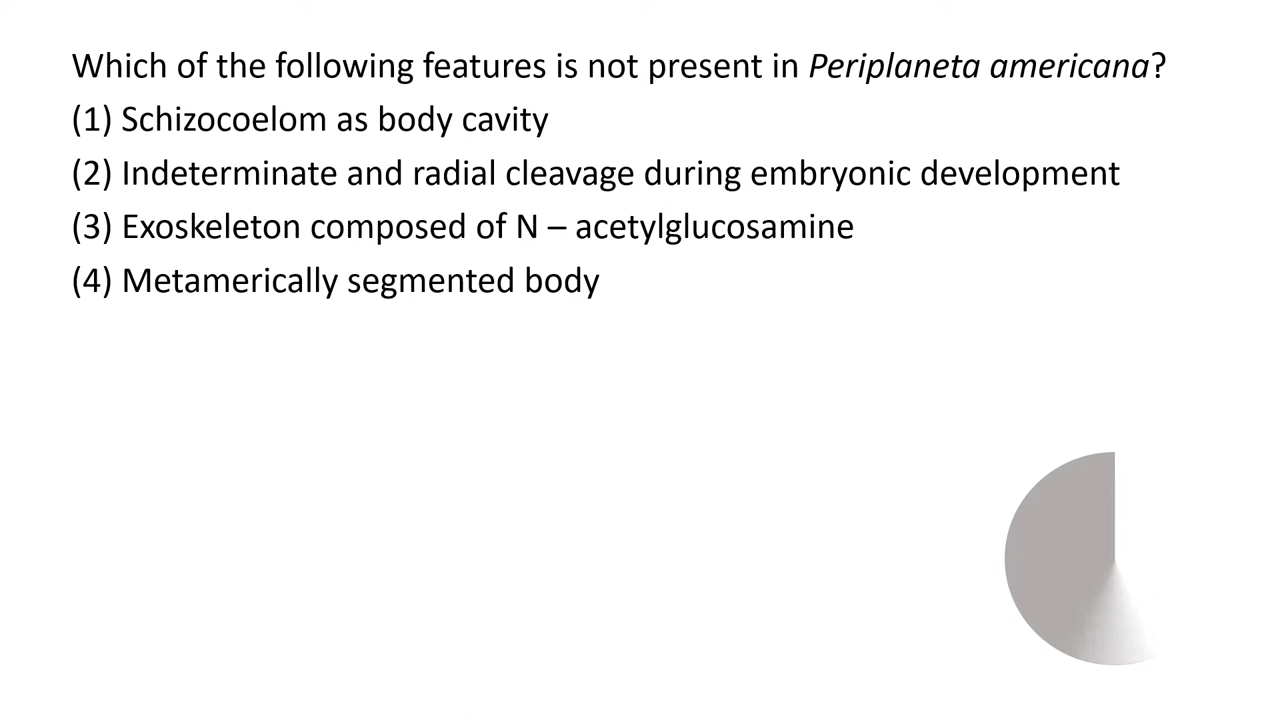 Which of the following features is not present in Periplaneta americana?
(1) Schizocoelom as body cavity
(2) Indeterminate and radial cleavage during embryonic development
(3) Exoskeleton composed of N – acetylglucosamine
(4) Metamerically segmented body